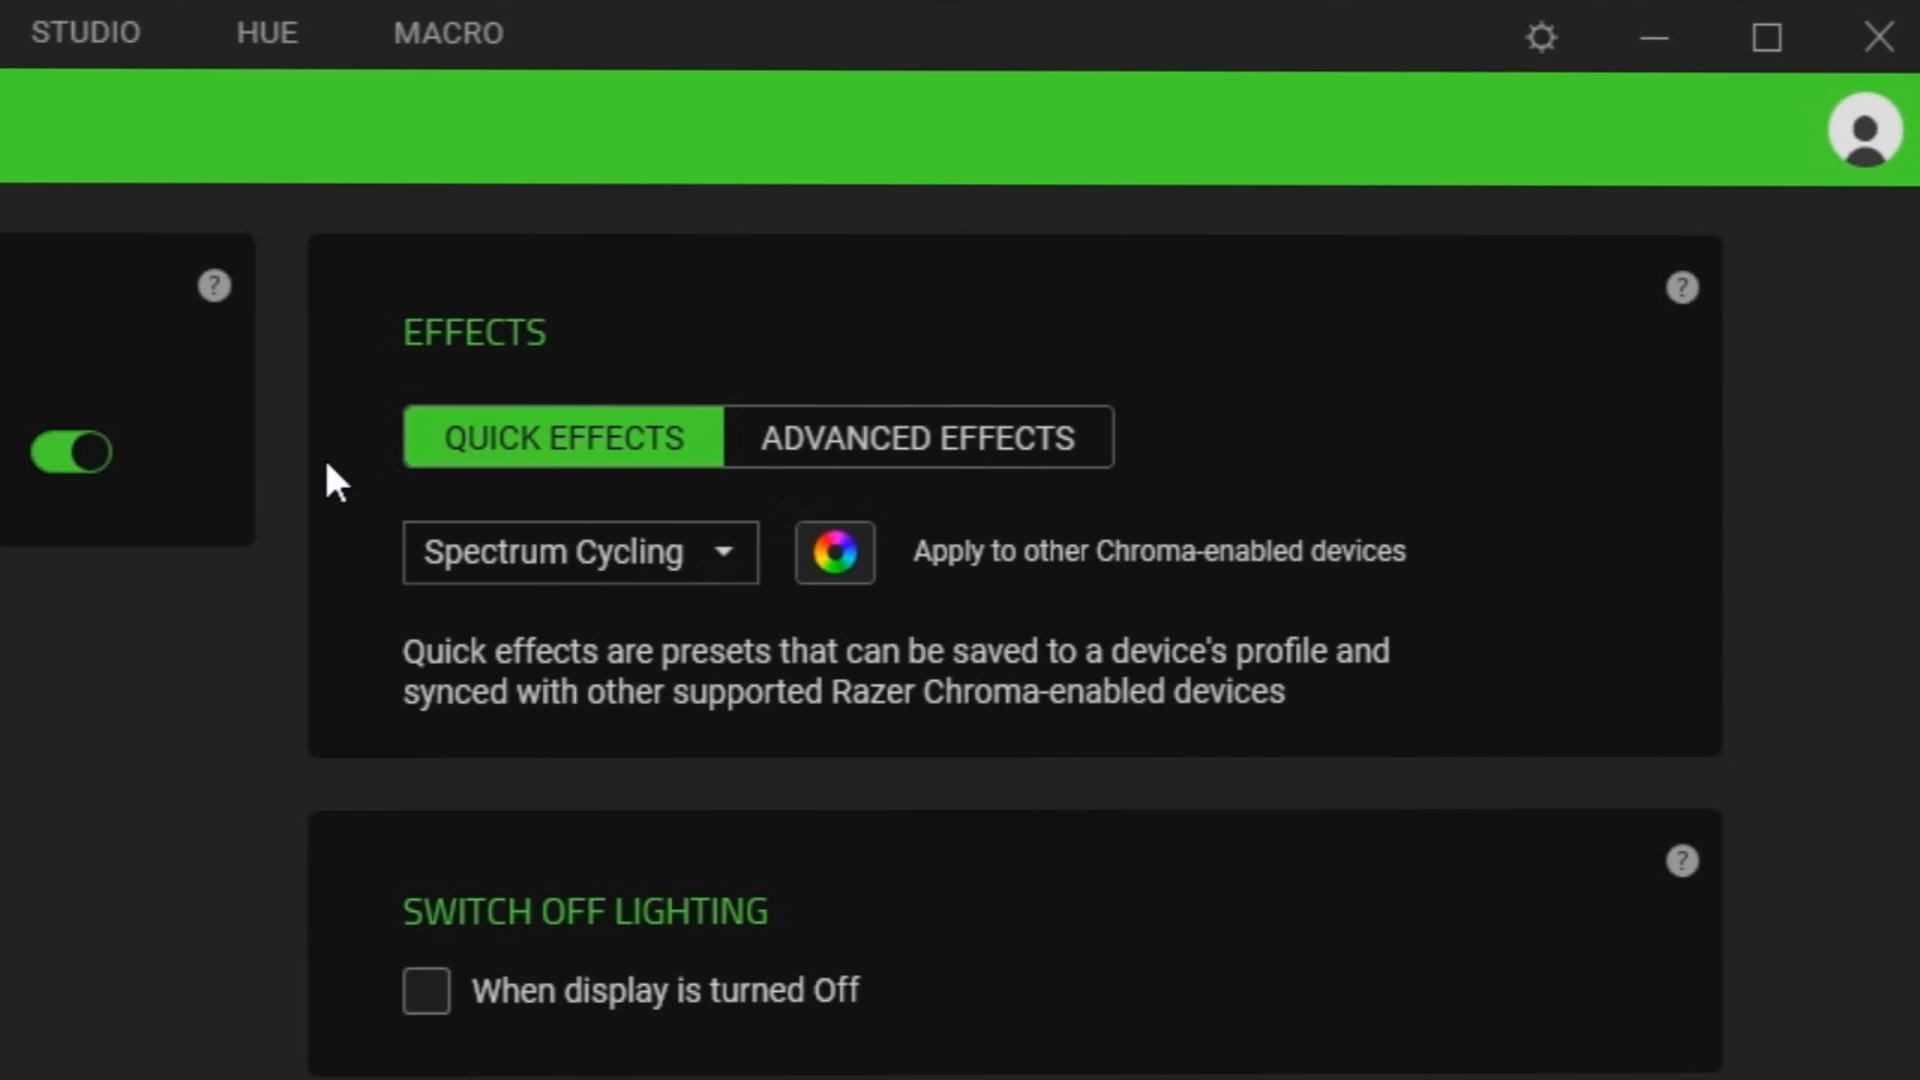 STUDIO HUE MACRO
EFFECTS
QUICK EFFECTS ADVANCED EFFECTS
Spectrum Cycling Apply to other Chroma-enabled devices
Quick effects are presets that can be saved to a device's profile and
synced with other supported Razer Chroma-enabled devices
SWITCH OFF LIGHTING
When display is turned Off